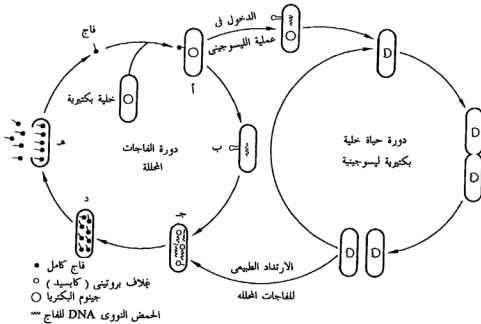 الدخول فى
عملية الليسوجينى
فاج
أ
خلية بكتيرية
دورة الفاجات
المحللة
ب
جـ
د
هـ
دورة حياة خلية
بكتيرية ليسوجينية
الارتداد الطبيعى
للفاجات المحلله
فاج كامل
غلاف بروتينى ( كابسيد )
جينوم البكتريا
الحمض النووى DNA للفاج